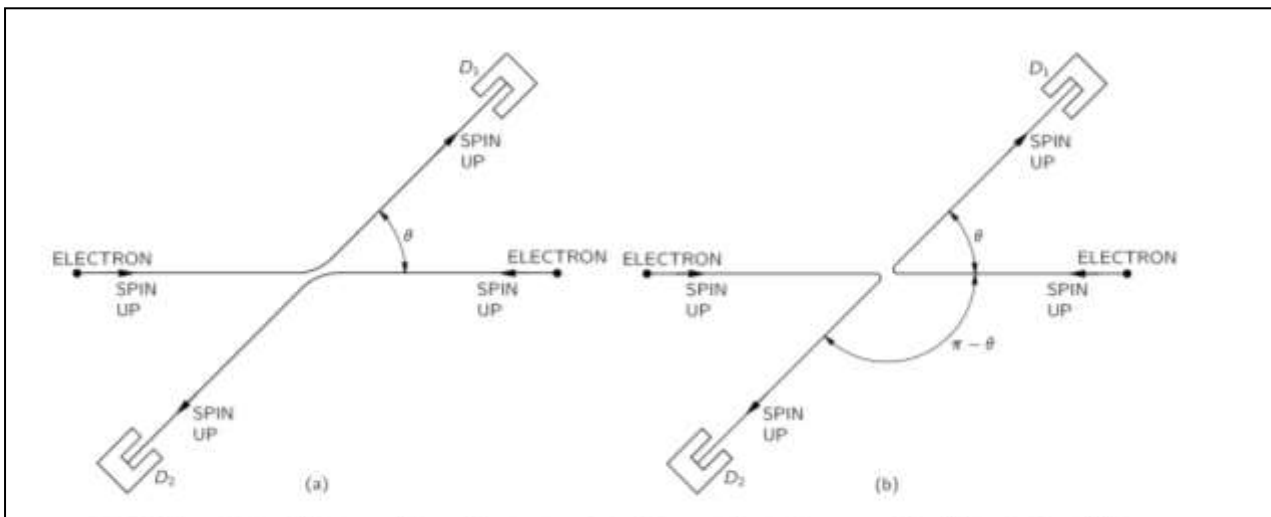 D₁
SPIN
UP
θ
ELECTRON
SPIN
UP
ELECTRON
SPIN
UP
SPIN
UP
D₂
(a)
D₁
SPIN
UP
θ
ELECTRON
SPIN
UP
ELECTRON
SPIN
UP
π − θ
SPIN
UP
D₂
(b)